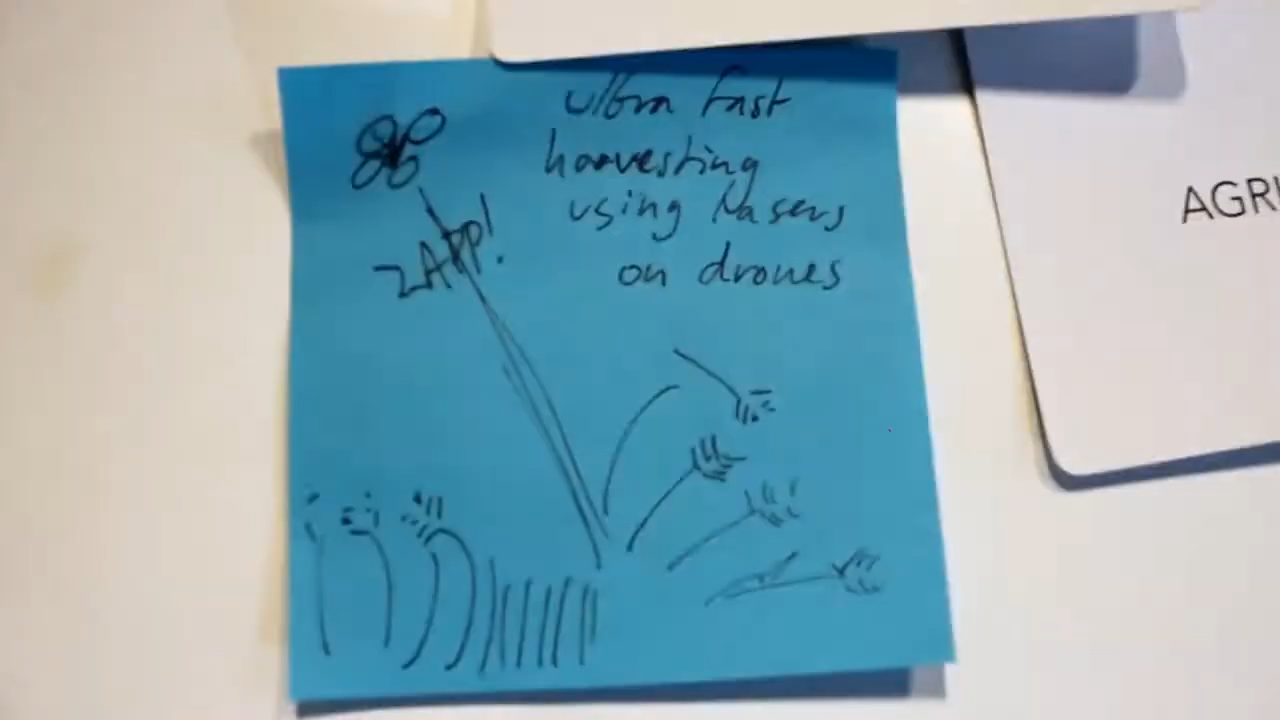 ultra fast
harvesting
using lasers
on drones
ZAPP!
AGRI